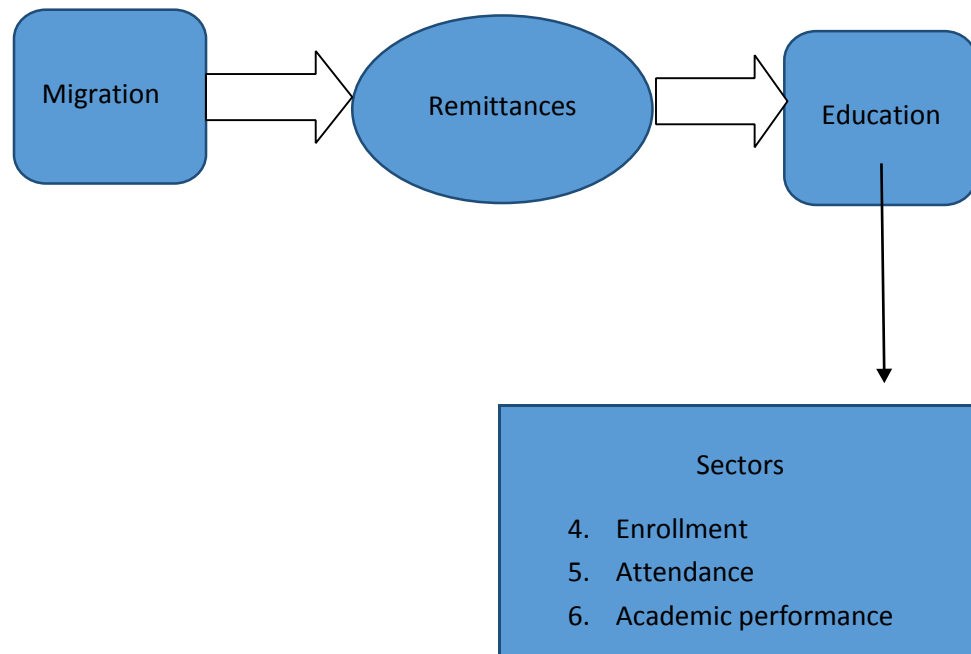 Migration
Remittances
Education
Sectors
4. Enrollment
5. Attendance
6. Academic performance